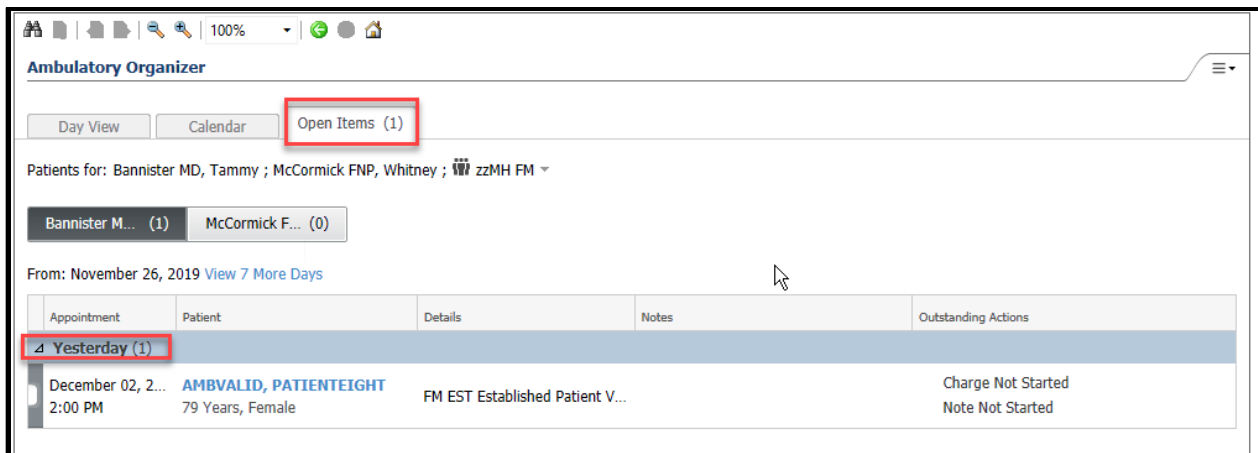 100%
Ambulatory Organizer
Day View Calendar Open Items (1)
Patients for: Bannister MD, Tammy ; McCormick FNP, Whitney ; zzMH FM
Bannister M... (1) McCormick F... (0)
From: November 26, 2019 View 7 More Days
Appointment Patient Details Notes Outstanding Actions
Yesterday (1)
December 02, 2... AMBVALID, PATIENTEIGHT FM EST Established Patient V... Charge Not Started
2:00 PM 79 Years, Female Note Not Started